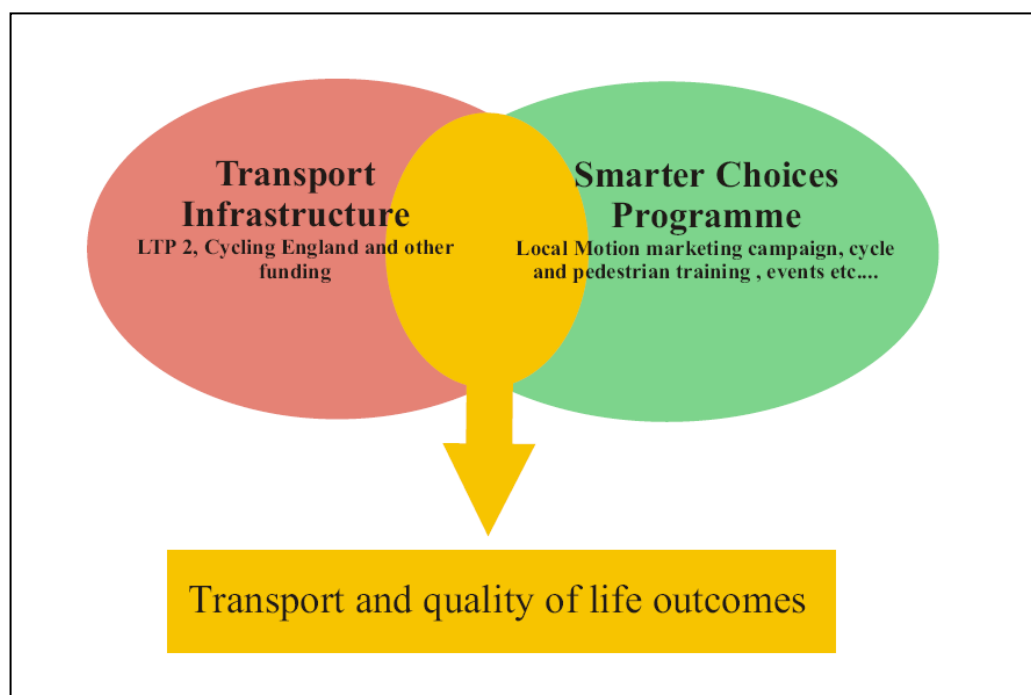 Transport
Infrastructure
LTP 2, Cycling England and other
funding
Smarter Choices
Programme
Local Motion marketing campaign, cycle
and pedestrian training , events etc....
Transport and quality of life outcomes